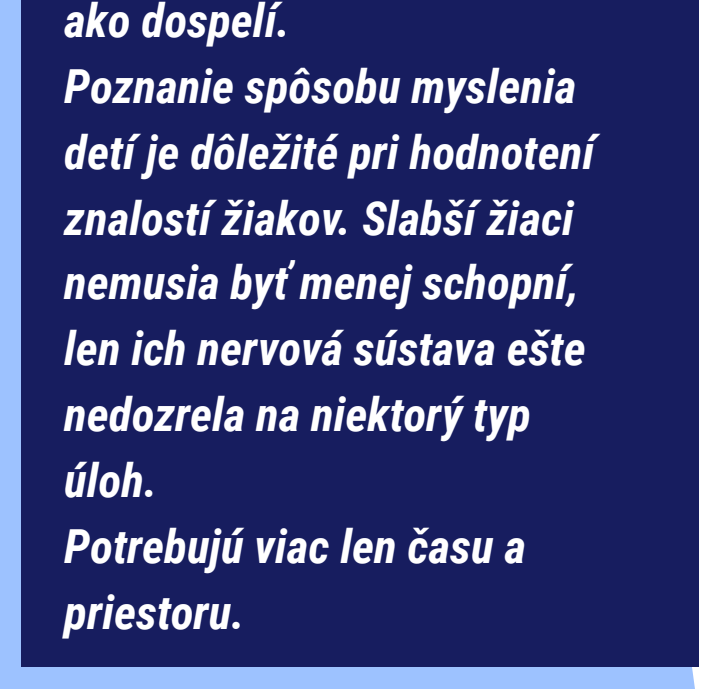 ako dospelí.
Poznanie spôsobu myslenia
detí je dôležité pri hodnotení
znalostí žiakov. Slabší žiaci
nemusia byť menej schopní,
len ich nervová sústava ešte
nedozrela na niektorý typ
úloh.
Potrebujú viac len času a
priestoru.